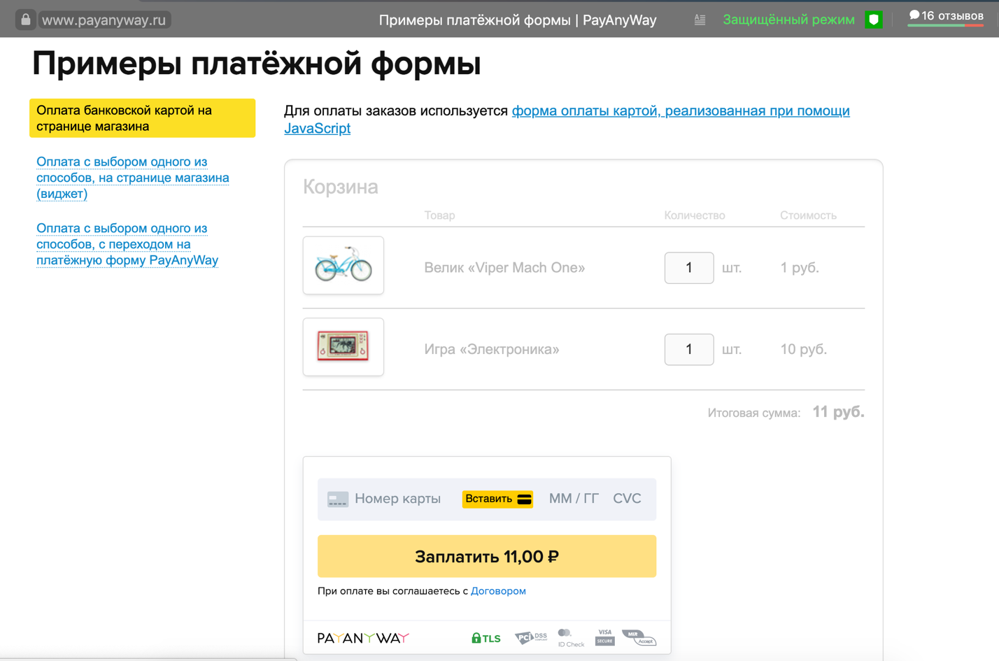 www.payanyway.ru
Примеры платёжной формы | PayAnyWay
Защищённый режим
16 отзывов
Примеры платёжной формы
Оплата банковской картой на
странице магазина
Оплата с выбором одного из
способов, на странице магазина
(виджет)
Оплата с выбором одного из
способов, с переходом на
платёжную форму PayAnyWay
Для оплаты заказов используется форма оплаты картой, реализованная при помощи
JavaScript
Корзина
Товар Количество Стоимость
Велик «Viper Mach One» 1 шт. 1 руб.
Игра «Электроника» 1 шт. 10 руб.
Итоговая сумма: 11 руб.
Номер карты Вставить ММ / ГГ CVC
Заплатить 11,00 ₽
При оплате вы соглашаетесь с Договором
PAYANYWAY
TLS
PCI DSS
ID Check
VISA
SECURE
MIR
Accept